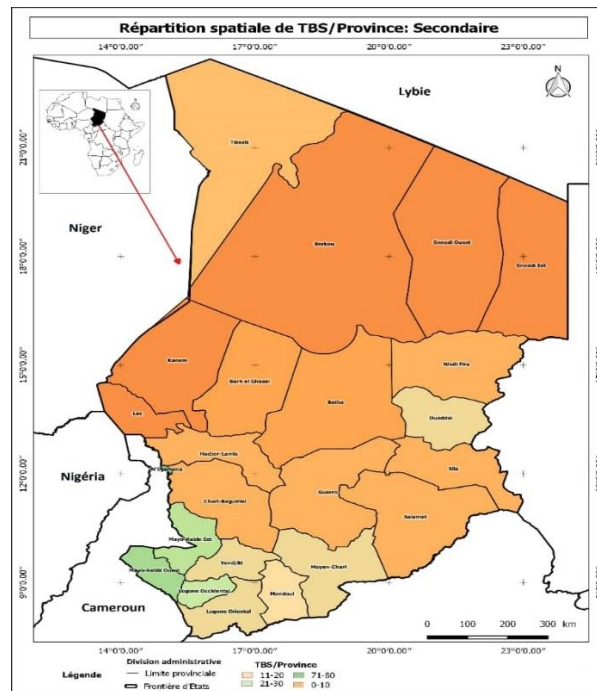 Répartition spatiale de TBS/Province: Secondaire
14°0'0.00" 17°0'0.00" 20°0'0.00" 23°0'0.00"
N
Lybie
21°0'0.00"
Tibesti
Niger
Borkou
Ennedi Ouest
Ennedi Est
18°0'0.00"
Kanem
Wadi Fira
15°0'0.00"
Bark el Ghazel
Batha
Ouaddai
Lac
Hadjer-Lamis
Nigéria
N'Djamena
Sila
12°0'0.00"
Guéra
Chari-Baguirmi
Salamat
Mayo-Kebbi Est
Tandjilé
Moyen-Chari
Mayo-Kebbi Ouest
9°0'0.00"
Logone Occidental
Mandoul
Cameroun
Logone Oriental
0 100 200 300 km
14°0'0.00" 17°0'0.00" 20°0'0.00" 23°0'0.00"
Légende
Division administrative
Limite provinciale
Frontière d'Etats
TBS/Province
11-20
21-30
71-80
0-10